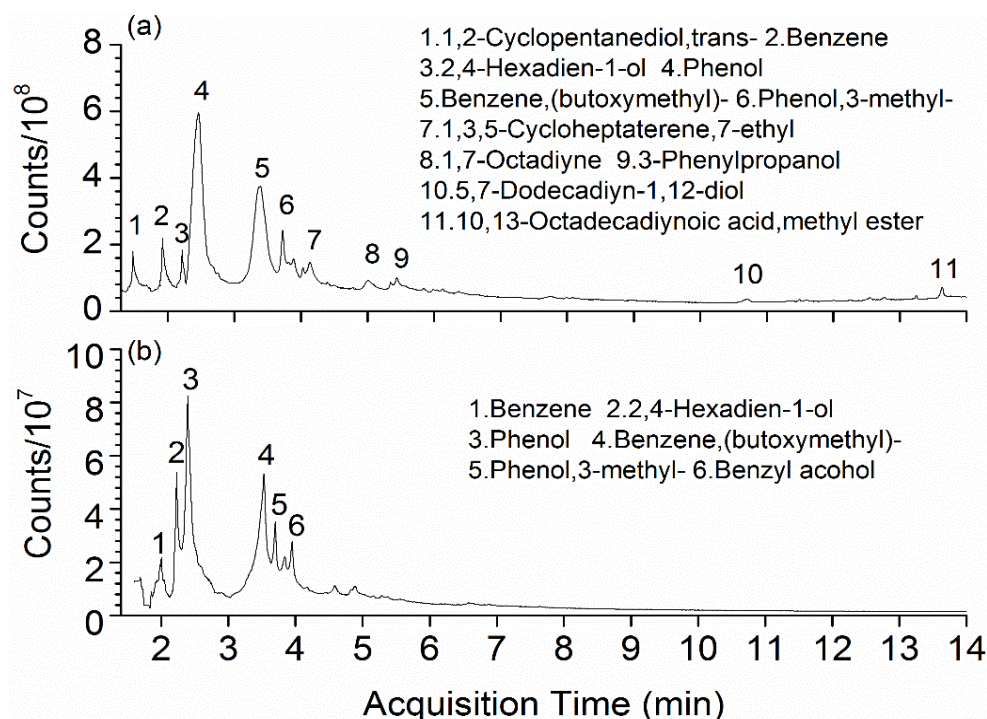 (a)
1.1,2-Cyclopentanediol,trans- 2.Benzene
3.2,4-Hexadien-1-ol 4.Phenol
5.Benzene,(butoxymethyl)- 6.Phenol,3-methyl-
7.1,3,5-Cycloheptaterene,7-ethyl
8.1,7-Octadiyne 9.3-Phenylpropanol
10.5,7-Dodecadiyn-1,12-diol
11.10,13-Octadecadiynoic acid,methyl ester
Counts/10⁸
8
6
4
2
0
1 2 3 4 5 6 7 8 9 10 11
(b)
1.Benzene 2.2,4-Hexadien-1-ol
3.Phenol 4.Benzene,(butoxymethyl)-
5.Phenol,3-methyl- 6.Benzyl acohol
Counts/10⁷
10
8
6
4
2
0
1 2 3 4 5 6
2 3 4 5 6 7 8 9 10 11 12 13 14
Acquisition Time (min)